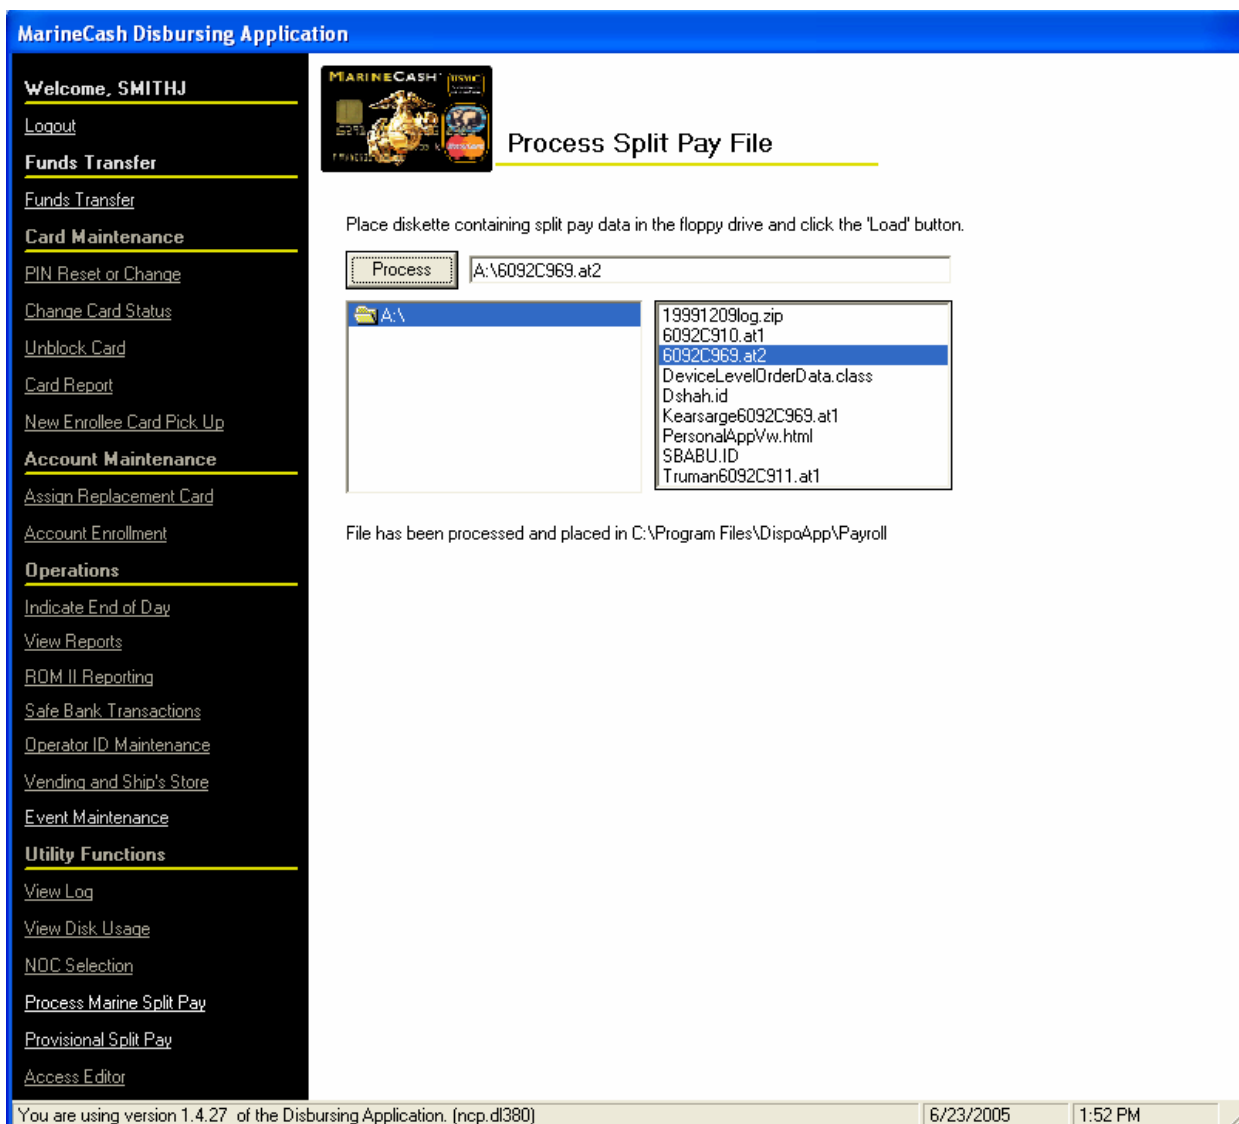 MarineCash Disbursing Application
Welcome, SMITHJ
Logout
Funds Transfer
Funds Transfer
Card Maintenance
PIN Reset or Change
Change Card Status
Unblock Card
Card Report
New Enrollee Card Pick Up
Account Maintenance
Assign Replacement Card
Account Enrollment
Operations
Indicate End of Day
View Reports
ROM II Reporting
Safe Bank Transactions
Operator ID Maintenance
Vending and Ship's Store
Event Maintenance
Utility Functions
View Log
View Disk Usage
NOC Selection
Process Marine Split Pay
Provisional Split Pay
Access Editor
MARINECASH
USMC
Process Split Pay File
Place diskette containing split pay data in the floppy drive and click the 'Load' button.
Process A:\6092C969.at2
A:\
19991209log.zip
6092C910.at1
6092C969.at2
DeviceLevelOrderData.class
Dshah.id
Kearsarge6092C969.at1
PersonalAppVw.html
SBABU.ID
Truman6092C911.at1
File has been processed and placed in C:\Program Files\DispoApp\Payroll
You are using version 1.4.27 of the Disbursing Application. (ncp.dl380) 6/23/2005 1:52 PM